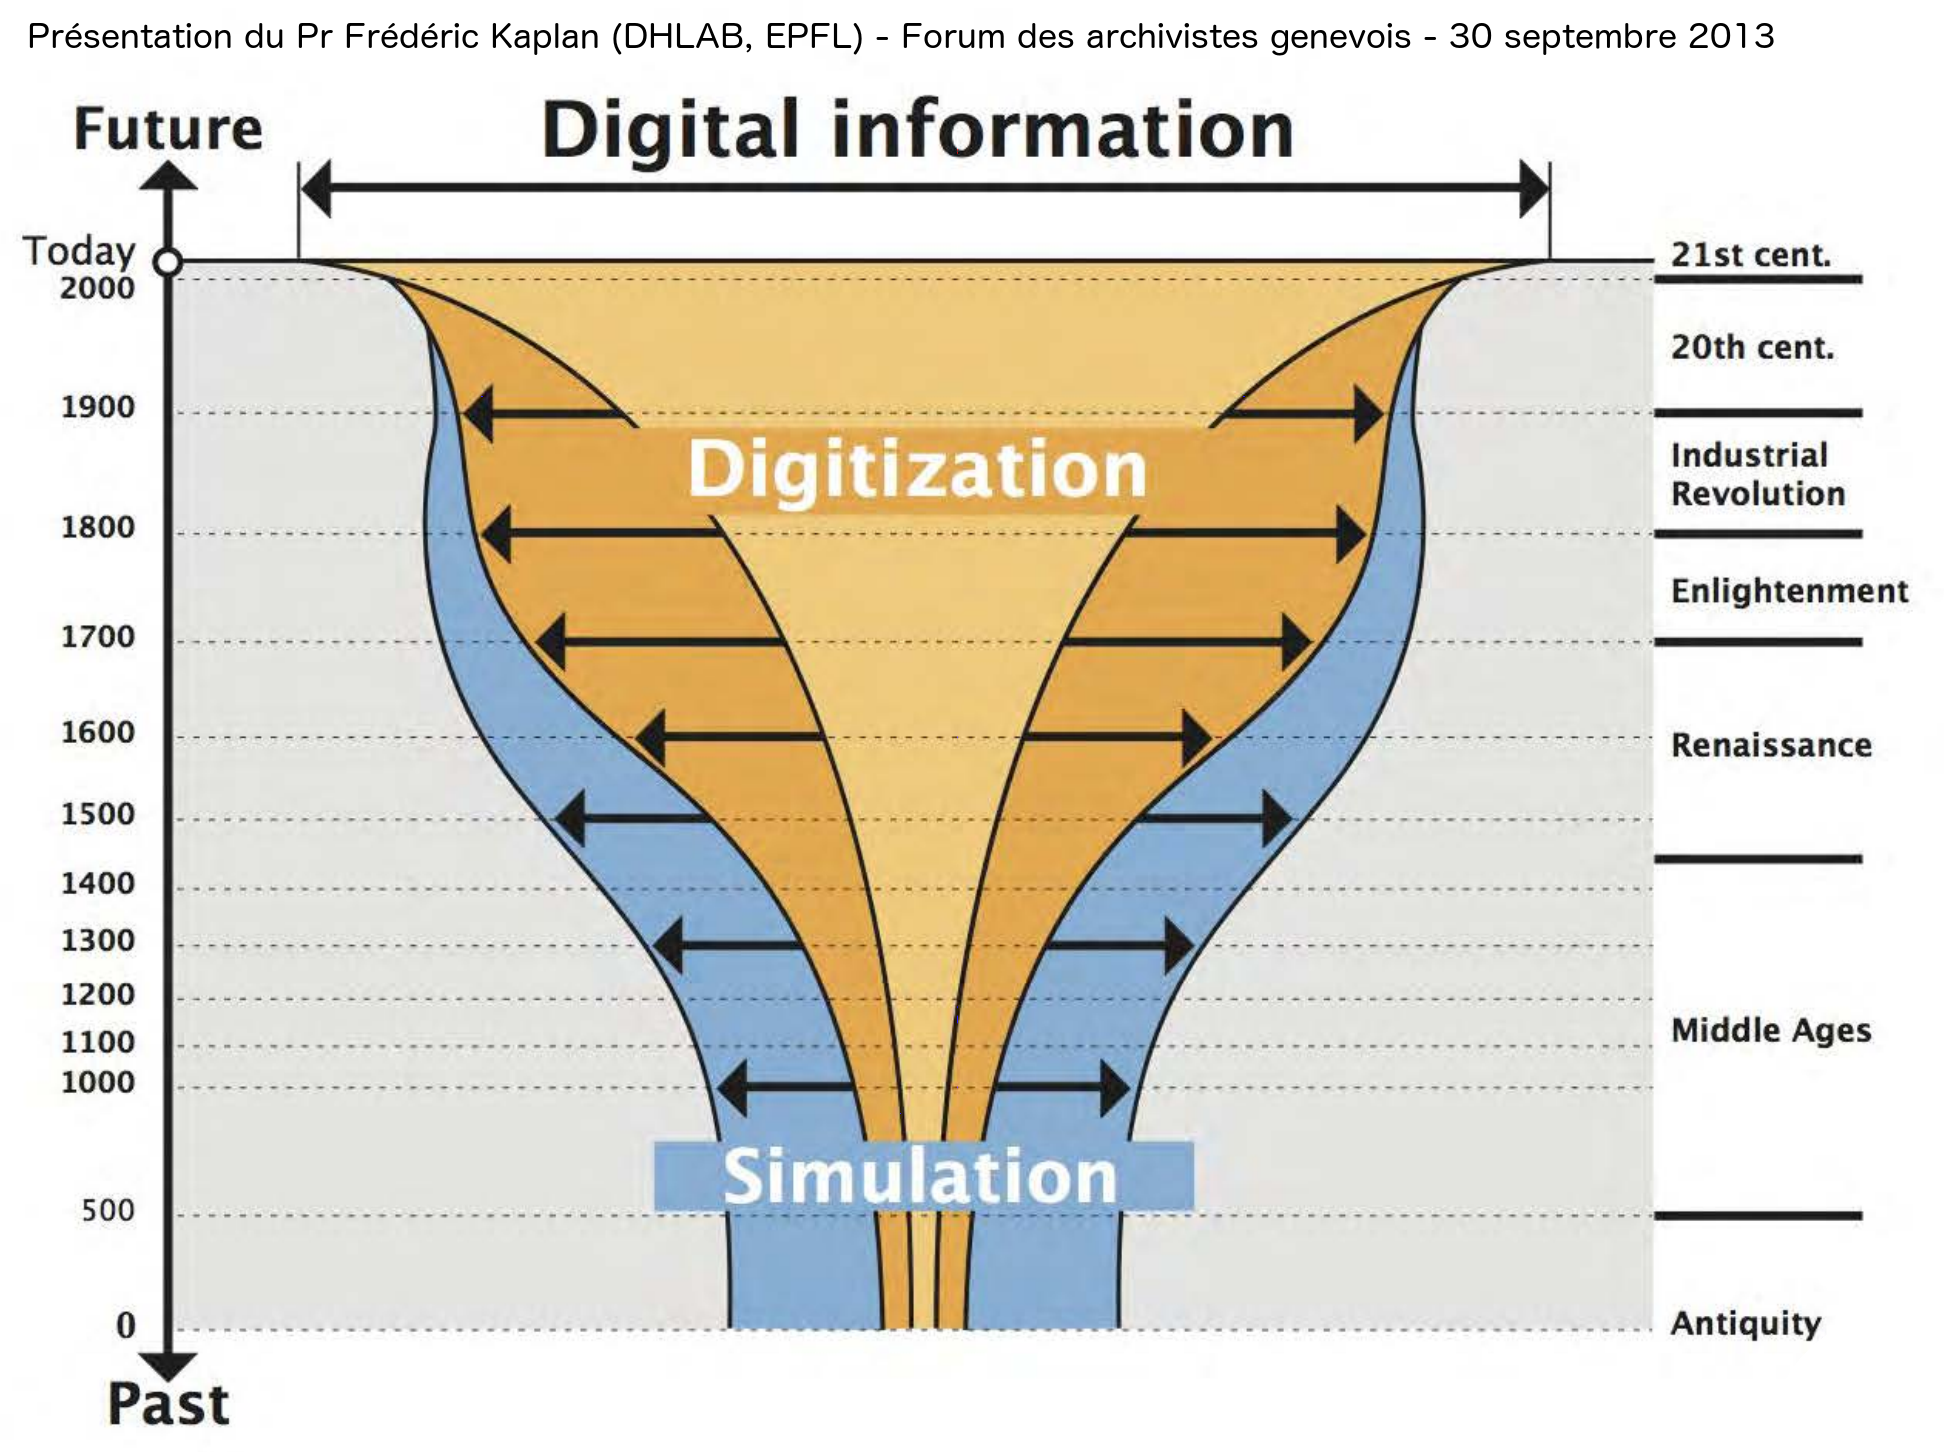 Présentation du Pr Frédéric Kaplan (DHLAB, EPFL) - Forum des archivistes genevois - 30 septembre 2013
Future
Digital information
Today
2000
1900
1800
1700
1600
1500
1400
1300
1200
1100
1000
500
0
Past
Digitization
Simulation
21st cent.
20th cent.
Industrial
Revolution
Enlightenment
Renaissance
Middle Ages
Antiquity